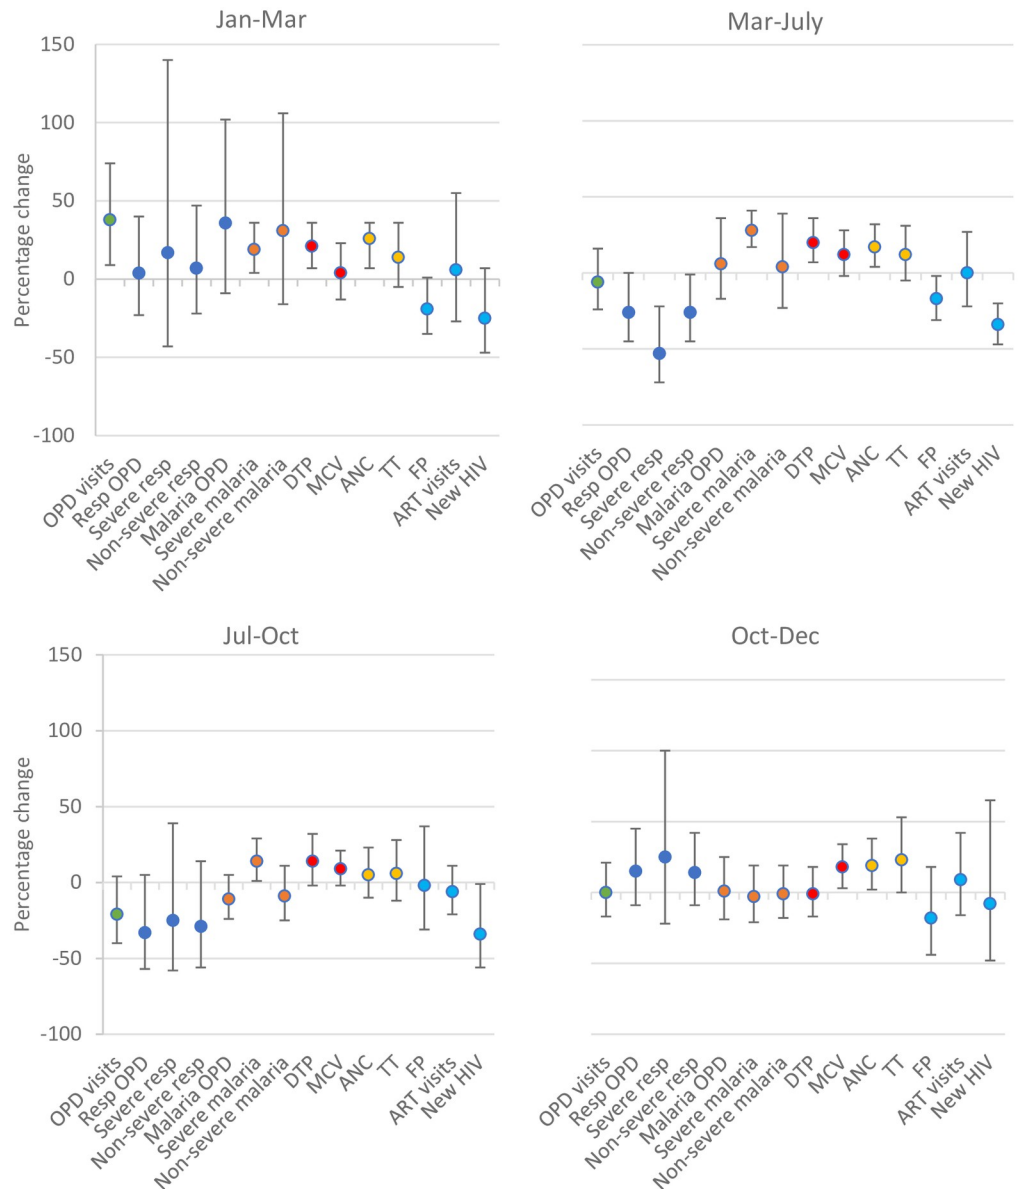 Jan-Mar
Mar-July
Percentage change
150
100
50
0
-50
-100
OPD visits
Resp OPD
Severe resp
Non-severe resp
Malaria OPD
Severe malaria
Non-severe malaria
DTP
MCV
ANC
TT
FP
ART visits
New HIV
OPD visits
Resp OPD
Severe resp
Non-severe resp
Malaria OPD
Severe malaria
Non-severe malaria
DTP
MCV
ANC
TT
FP
ART visits
New HIV
Jul-Oct
Oct-Dec
Percentage change
150
100
50
0
-50
-100
OPD visits
Resp OPD
Severe resp
Non-severe resp
Malaria OPD
Severe malaria
Non-severe malaria
DTP
MCV
ANC
TT
FP
ART visits
New HIV
OPD visits
Resp OPD
Severe resp
Non-severe resp
Malaria OPD
Severe malaria
Non-severe malaria
DTP
MCV
ANC
TT
FP
ART visits
New HIV